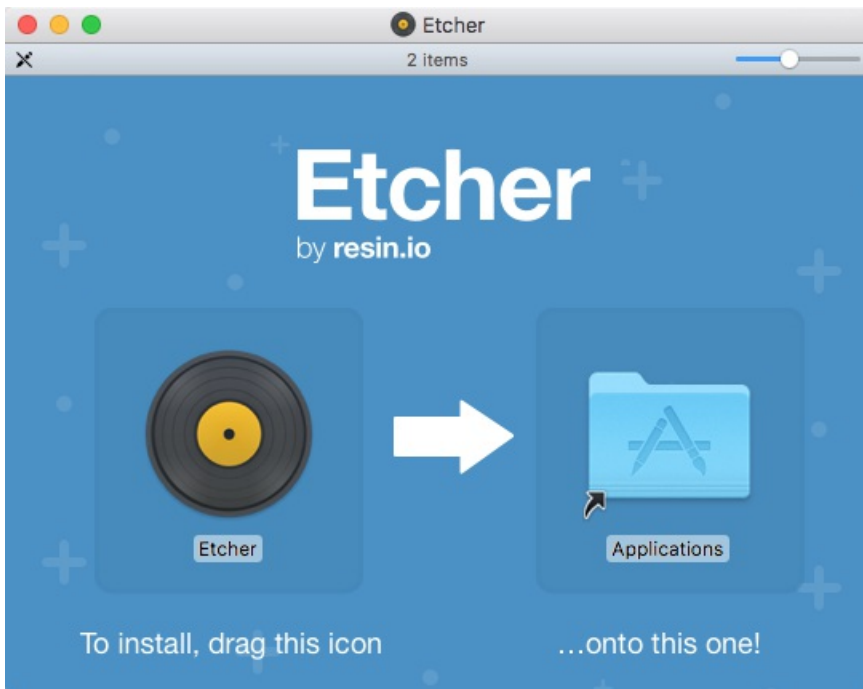 Etcher
2 items
Etcher
by resin.io
Etcher
Applications
To install, drag this icon
...onto this one!